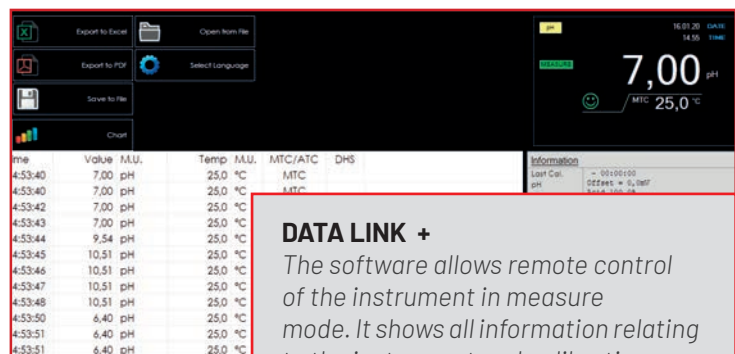 Export to Excel
Open from File
Export to PDF
Select Language
Save to File
Chart
pH
16.01.20 DATE
14.55 TIME
MEASURE
7,00 pH
MTC 25,0 °C
me Value M.U. Temp M.U. MTC/ATC DHS
4:53:40 7,00 pH 25,0 °C MTC
4:53:40 7,00 pH 25,0 °C MTC
4:53:42 7,00 pH 25,0 °C
4:53:43 7,00 pH 25,0 °C
4:53:44 9,54 pH 25,0 °C
4:53:45 10,51 pH 25,0 °C
4:53:46 10,51 pH 25,0 °C
4:53:47 10,51 pH 25,0 °C
4:53:48 10,51 pH 25,0 °C
4:53:50 6,40 pH 25,0 °C
4:53:51 6,40 pH 25,0 °C
4:53:51 6,40 pH 25,0 °C
Information
Last Cal. - 00:00:00
pH Offset = 0,0mV
DATA LINK +
The software allows remote control
of the instrument in measure
mode. It shows all information relating